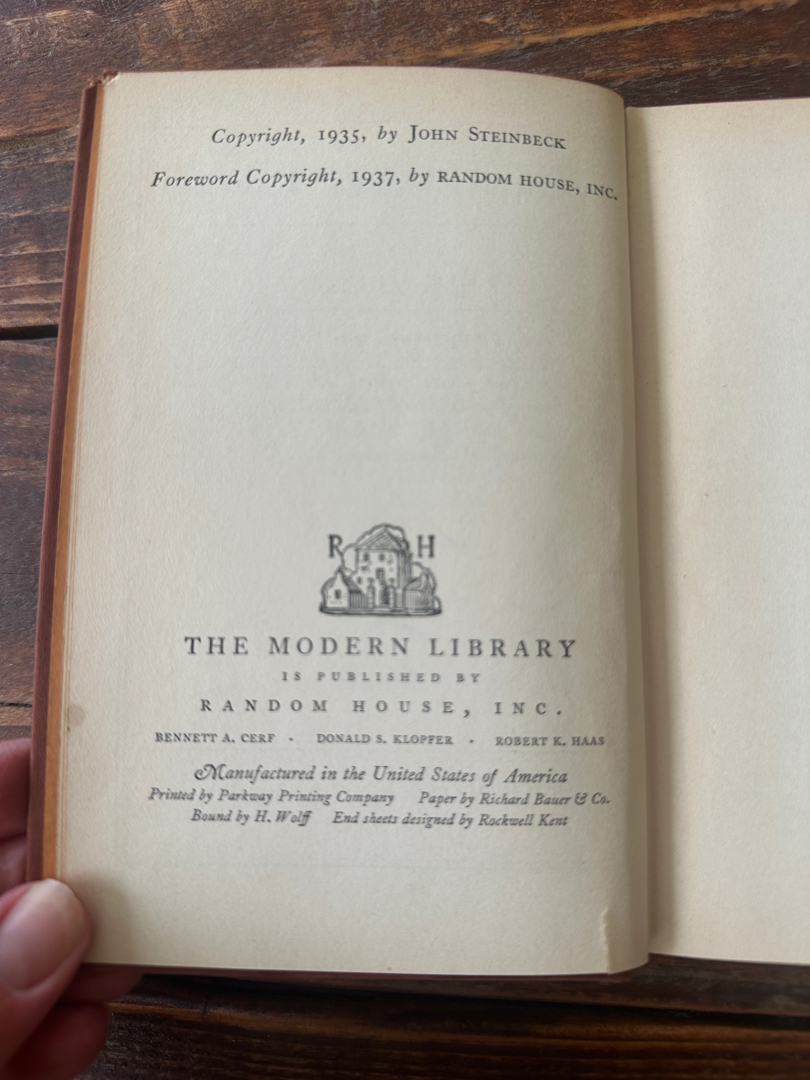 Copyright, 1935, by JOHN STEINBECK
Foreword Copyright, 1937, by RANDOM HOUSE, INC.
R H
THE MODERN LIBRARY
IS PUBLISHED BY
RANDOM HOUSE, INC.
BENNETT A. CERF · DONALD S. KLOPFER · ROBERT K. HAAS
Manufactured in the United States of America
Printed by Parkway Printing Company Paper by Richard Bauer & Co.
Bound by H. Wolff End sheets designed by Rockwell Kent